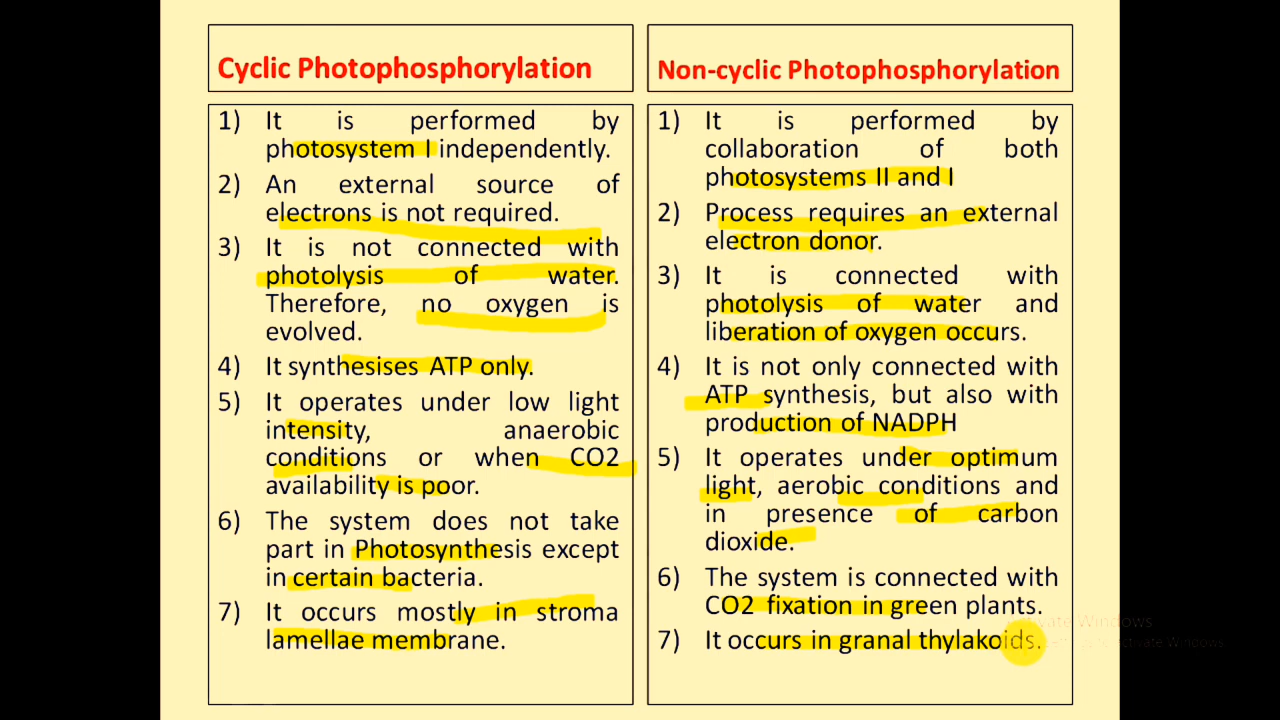 Cyclic Photophosphorylation
1) It is performed by
photosystem I independently.
2) An external source of
electrons is not required.
3) It is not connected with
photolysis of water.
Therefore, no oxygen is
evolved.
4) It synthesises ATP only.
5) It operates under low light
intensity, anaerobic
conditions or when CO2
availability is poor.
6) The system does not take
part in Photosynthesis except
in certain bacteria.
7) It occurs mostly in stroma
lamellae membrane.
Non-cyclic Photophosphorylation
1) It is performed by
collaboration of both
photosystems II and I
2) Process requires an external
electron donor.
3) It is connected with
photolysis of water and
liberation of oxygen occurs.
4) It is not only connected with
ATP synthesis, but also with
production of NADPH
5) It operates under optimum
light, aerobic conditions and
in presence of carbon
dioxide.
6) The system is connected with
CO2 fixation in green plants.
7) It occurs in granal thylakoids.
Activate Windows
activate Windows